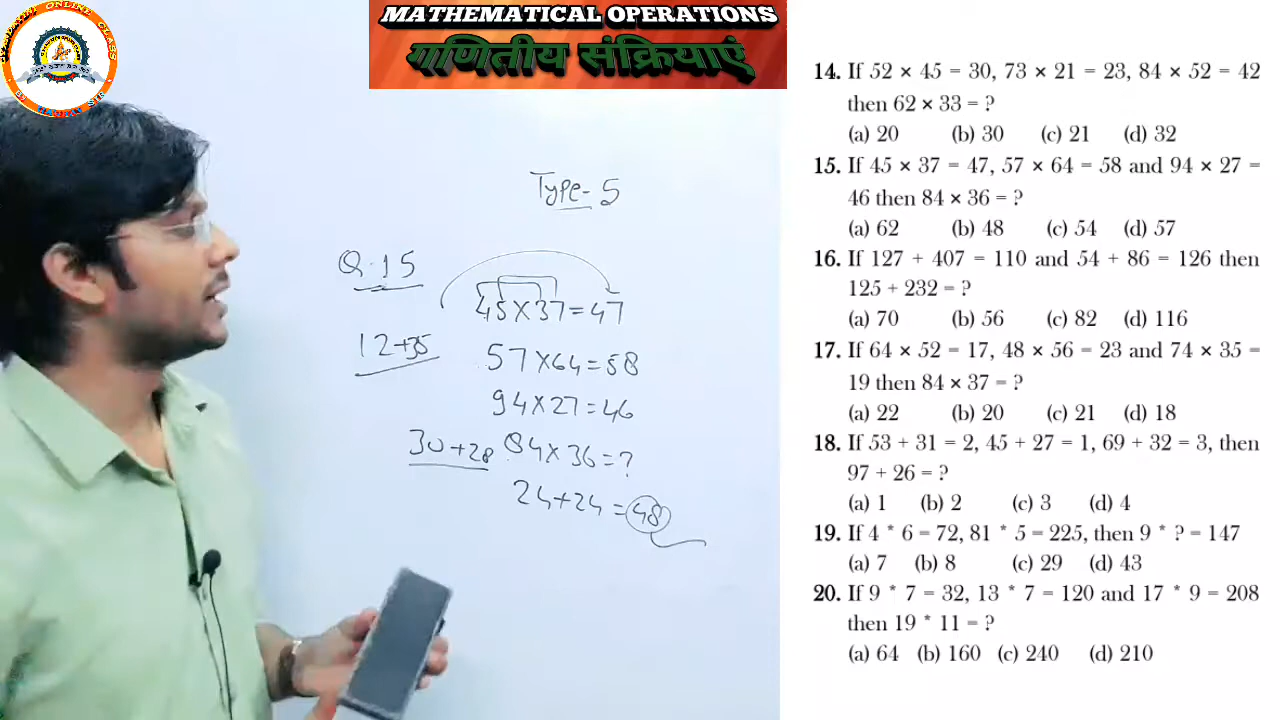 MATHEMATICAL OPERATIONS
गणितीय संक्रियाएं
Type-5
Q.15
45×37=47
12+35
57×64=58
94×27=46
30+28
84×36=?
24+24=48
14. If 52 × 45 = 30, 73 × 21 = 23, 84 × 52 = 42
then 62 × 33 = ?
(a) 20 (b) 30 (c) 21 (d) 32
15. If 45 × 37 = 47, 57 × 64 = 58 and 94 × 27 =
46 then 84 × 36 = ?
(a) 62 (b) 48 (c) 54 (d) 57
16. If 127 + 407 = 110 and 54 + 86 = 126 then
125 + 232 = ?
(a) 70 (b) 56 (c) 82 (d) 116
17. If 64 × 52 = 17, 48 × 56 = 23 and 74 × 35 =
19 then 84 × 37 = ?
(a) 22 (b) 20 (c) 21 (d) 18
18. If 53 + 31 = 2, 45 + 27 = 1, 69 + 32 = 3, then
97 + 26 = ?
(a) 1 (b) 2 (c) 3 (d) 4
19. If 4 * 6 = 72, 81 * 5 = 225, then 9 * ? = 147
(a) 7 (b) 8 (c) 29 (d) 43
20. If 9 * 7 = 32, 13 * 7 = 120 and 17 * 9 = 208
then 19 * 11 = ?
(a) 64 (b) 160 (c) 240 (d) 210